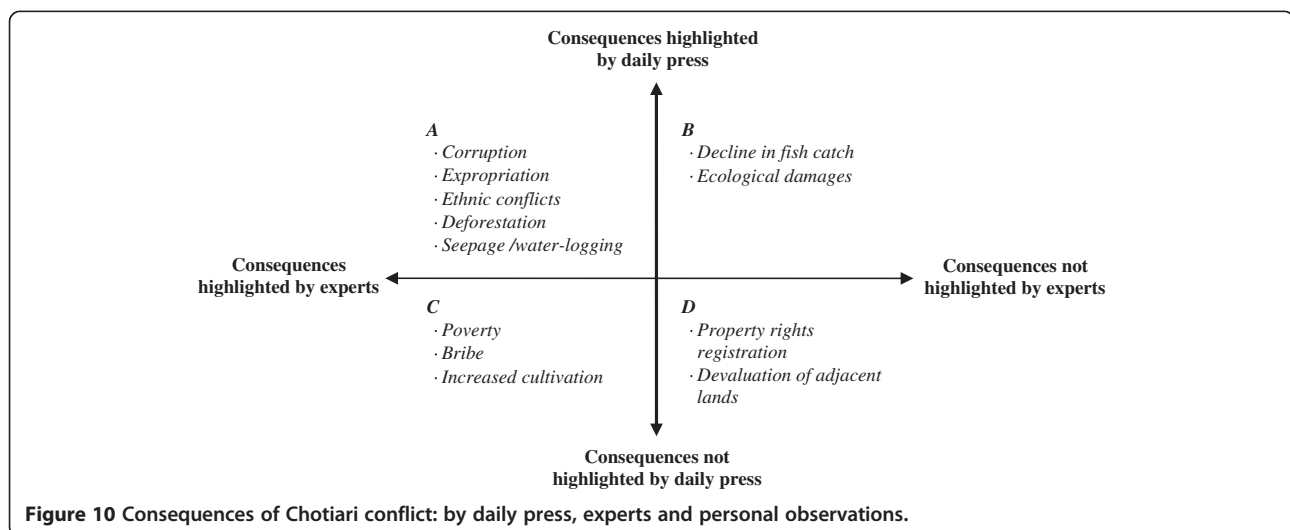 Consequences highlighted
by daily press
A
· Corruption
· Expropriation
· Ethnic conflicts
· Deforestation
· Seepage /water-logging
B
· Decline in fish catch
· Ecological damages
Consequences
highlighted by experts
Consequences not
highlighted by experts
C
· Poverty
· Bribe
· Increased cultivation
D
· Property rights
registration
· Devaluation of adjacent
lands
Consequences not
highlighted by daily press
Figure 10 Consequences of Chotiari conflict: by daily press, experts and personal observations.